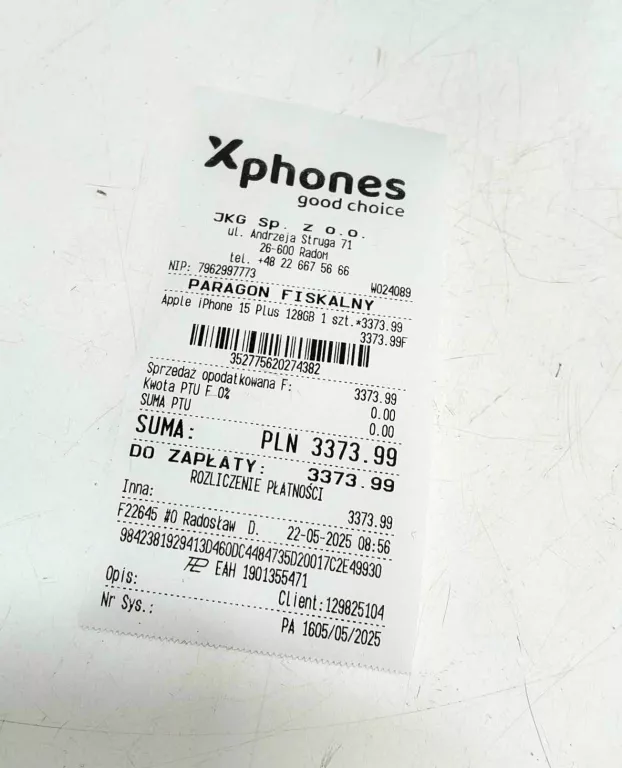 Xphones
good choice
JKG Sp. z o.o.
ul. Andrzeja Struga 71
26-600 Radom
tel. +48 22 667 56 66
NIP: 7962997773 W024089
PARAGON FISKALNY
Apple iPhone 15 Plus 128GB 1 szt.*3373.99
3373.99F
352775620274382
Sprzedaż opodatkowana F: 3373.99
Kwota PTU F 0% 0.00
SUMA PTU 0.00
SUMA: PLN 3373.99
DO ZAPŁATY: 3373.99
ROZLICZENIE PŁATNOŚCI
Inna: 3373.99
F22645 #0 Radosław D. 22-05-2025 08:56
9842381929413D460DC4484735D20017C2E49930
EAH 1901355471
Opis: Client:129825104
Nr Sys.: PA 1605/05/2025